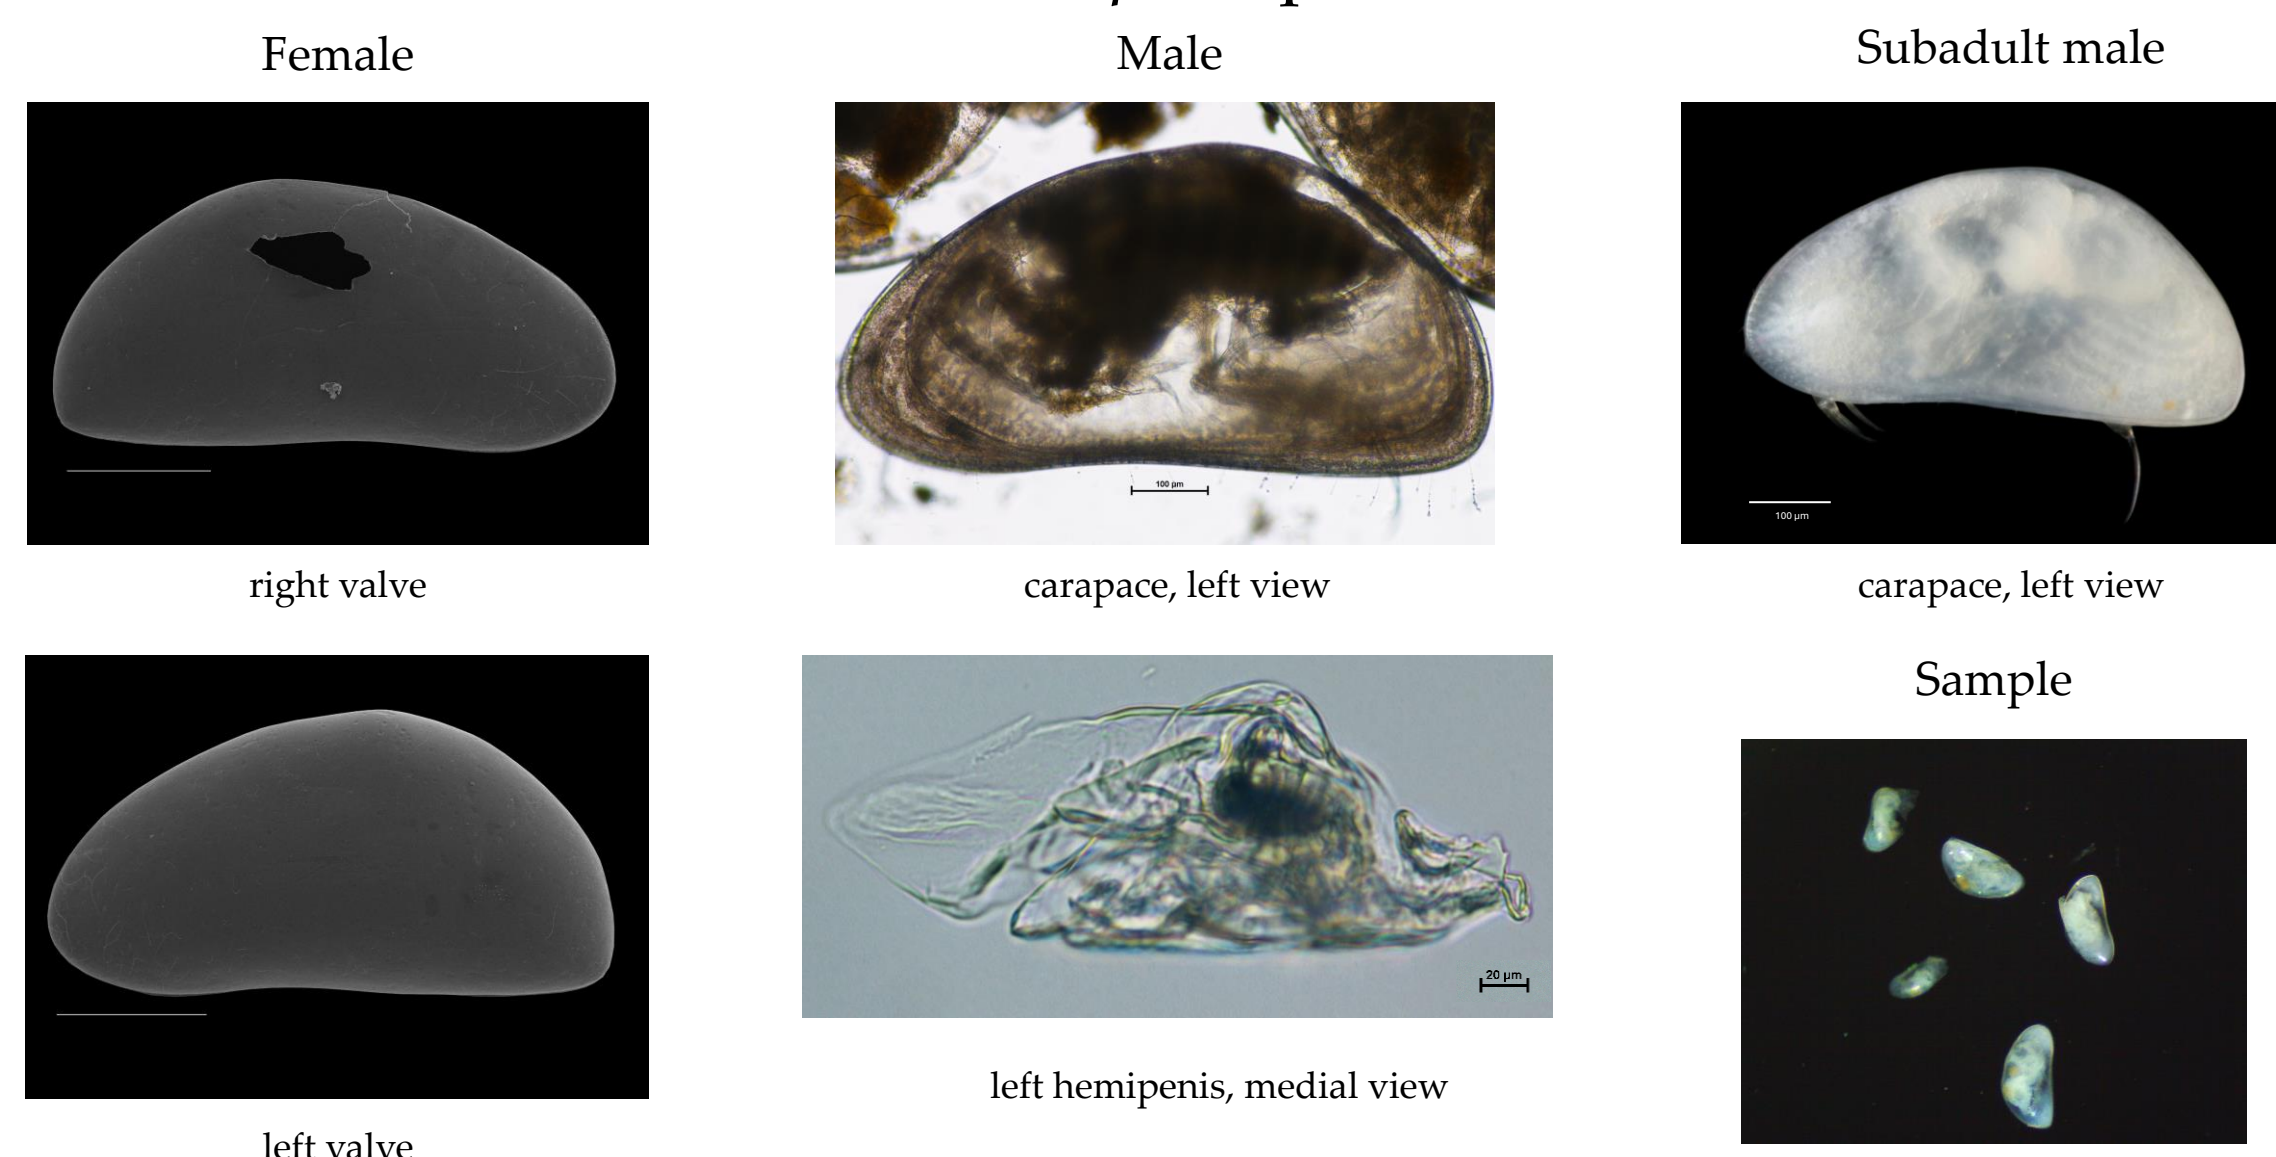 Female
Male
Subadult male
100 µm
100 µm
right valve
carapace, left view
carapace, left view
Sample
20 µm
left hemipenis, medial view
left valve